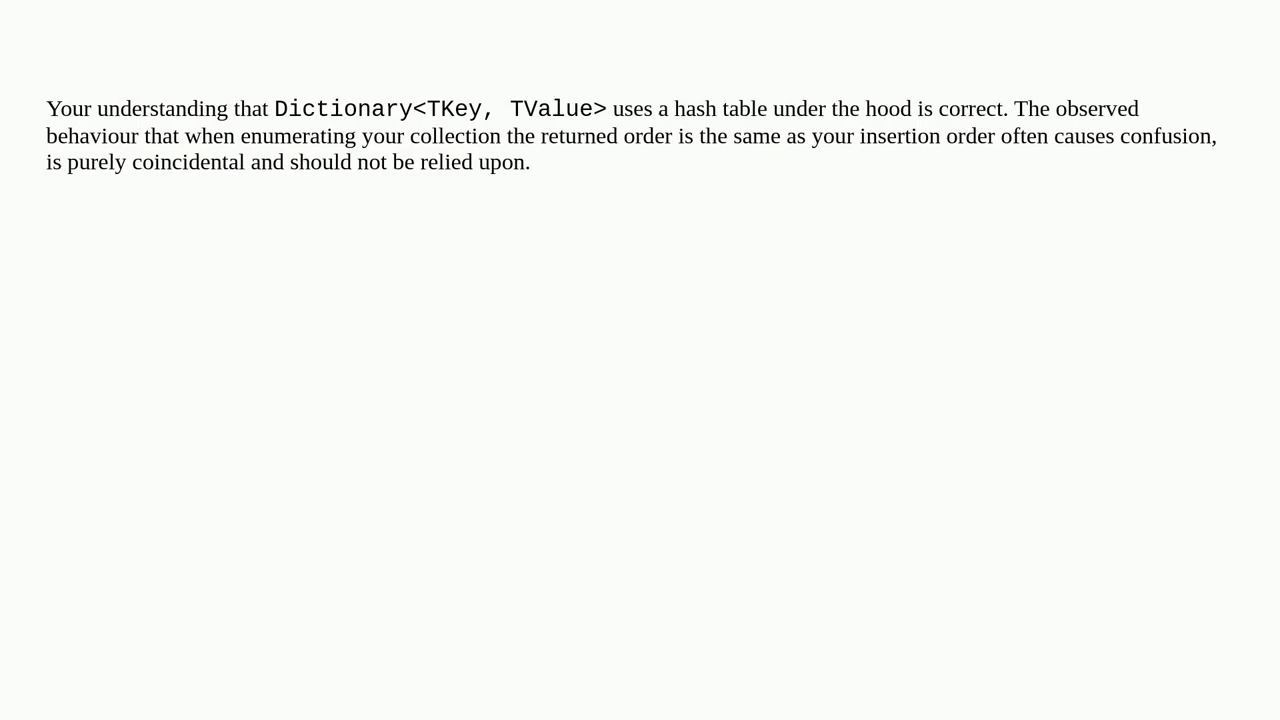 Your understanding that Dictionary<TKey, TValue> uses a hash table under the hood is correct. The observed
behaviour that when enumerating your collection the returned order is the same as your insertion order often causes confusion,
is purely coincidental and should not be relied upon.